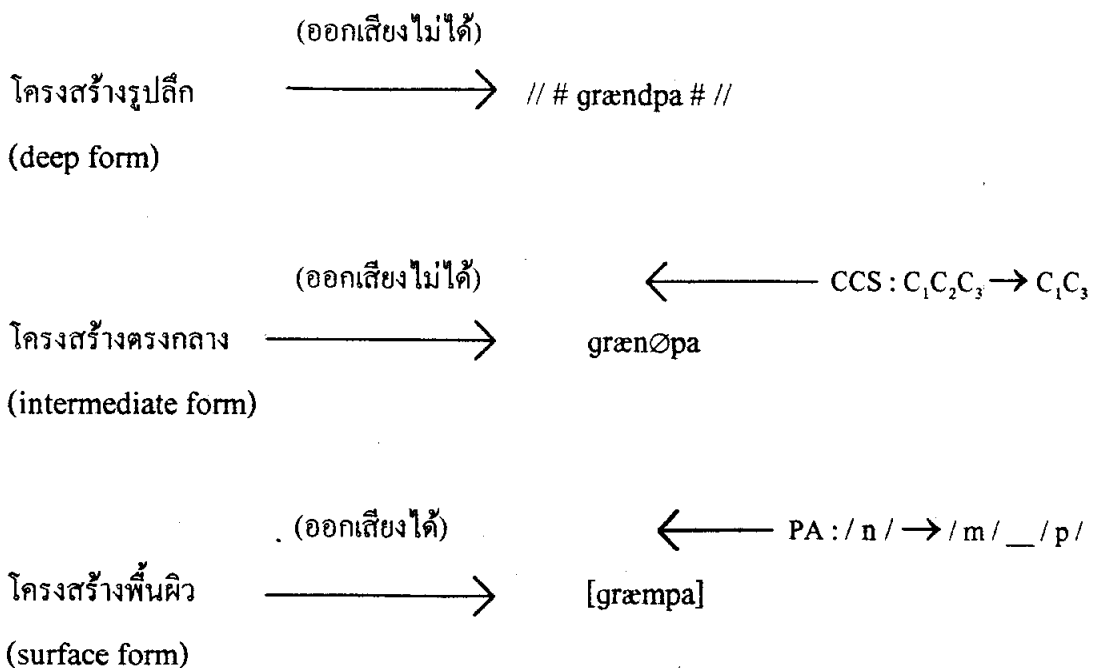 (ออกเสียงไม่ได้)
โครงสร้างรูปลึก ⟶ // # grændpa # //
(deep form)
(ออกเสียงไม่ได้) ⟵ CCS : C₁C₂C₃ → C₁C₃
โครงสร้างตรงกลาง ⟶ græn∅pa
(intermediate form)
(ออกเสียงได้) ⟵ PA : / n / → / m / __ / p /
โครงสร้างพื้นผิว ⟶ [græmpa]
(surface form)